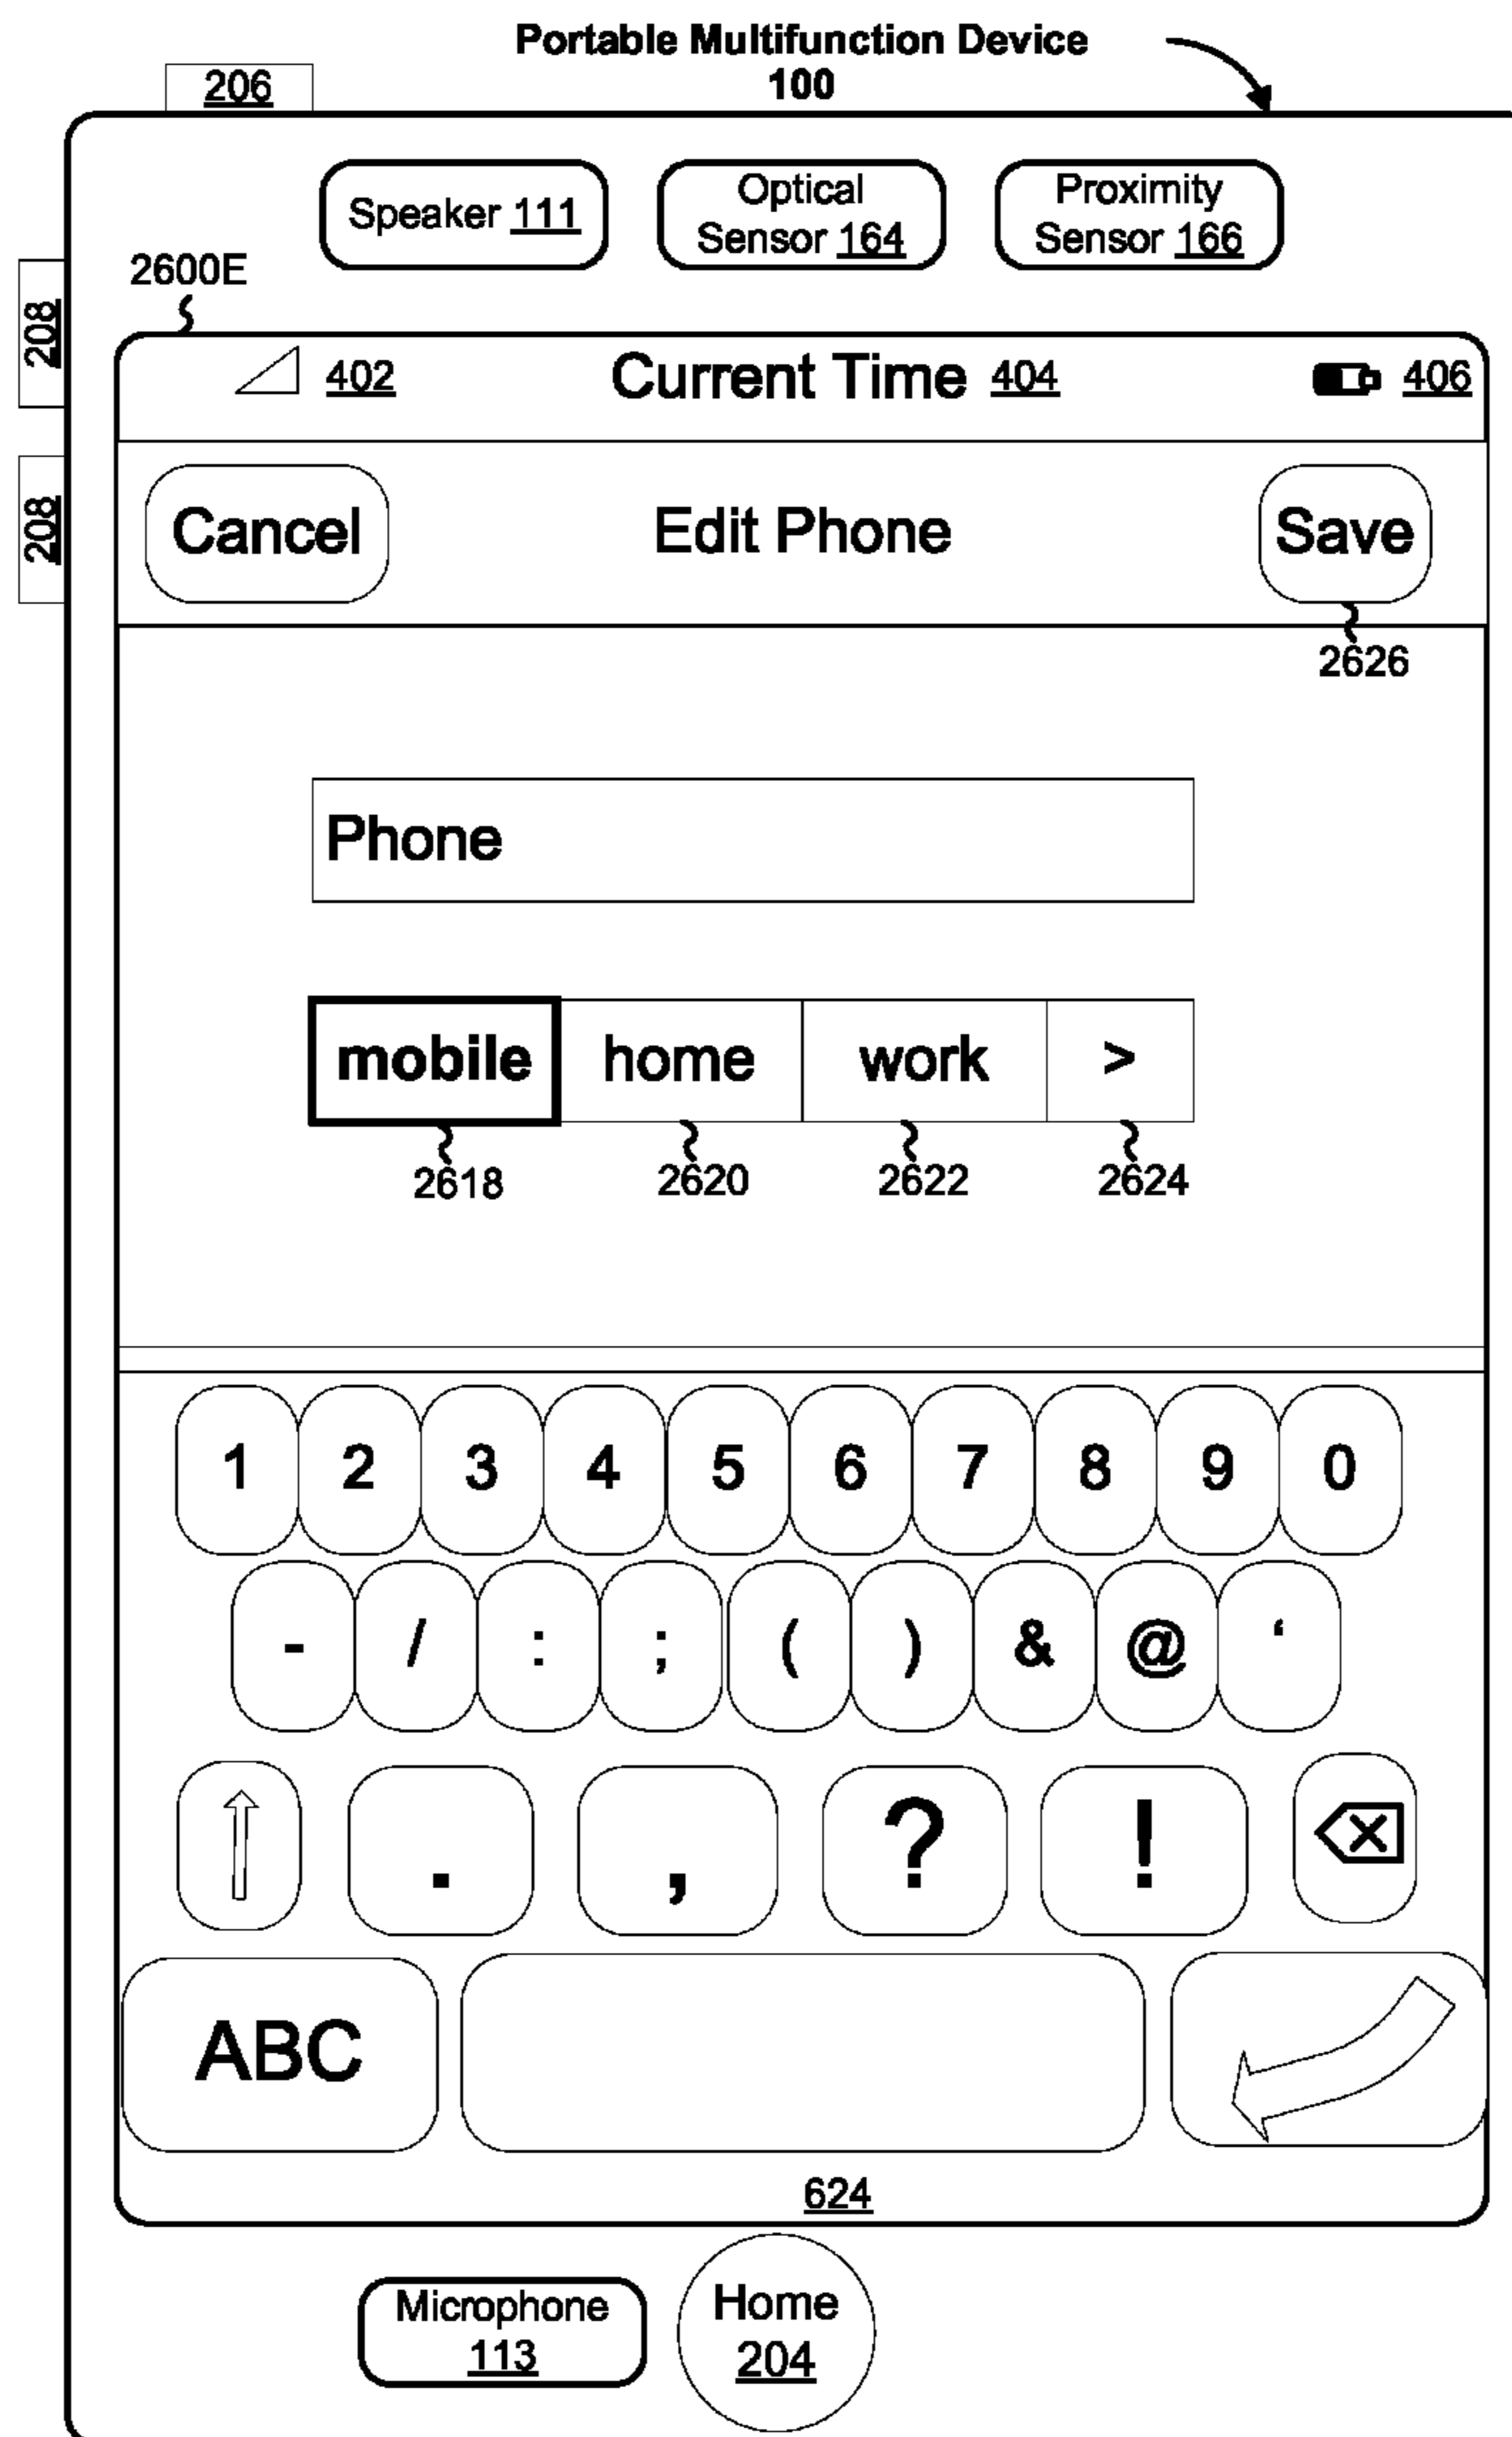 Portable Multifunction Device
100
206
Speaker 111
Optical
Sensor 164
Proximity
Sensor 166
2600E
208
402
Current Time 404
406
208
Cancel
Edit Phone
Save
2626
Phone
mobile
home
work
>
2618
2620
2622
2624
1 2 3 4 5 6 7 8 9 0
- / : ; ( ) & @ ‘
. , ? !
ABC
624
Microphone
113
Home
204